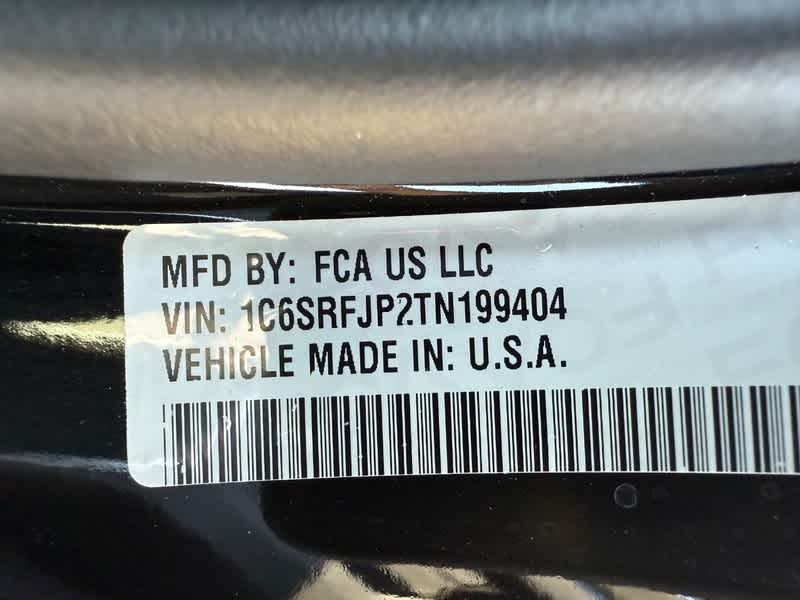 MFD BY: FCA US LLC
VIN: 1C6SRFJP2TN199404
VEHICLE MADE IN: U.S.A.